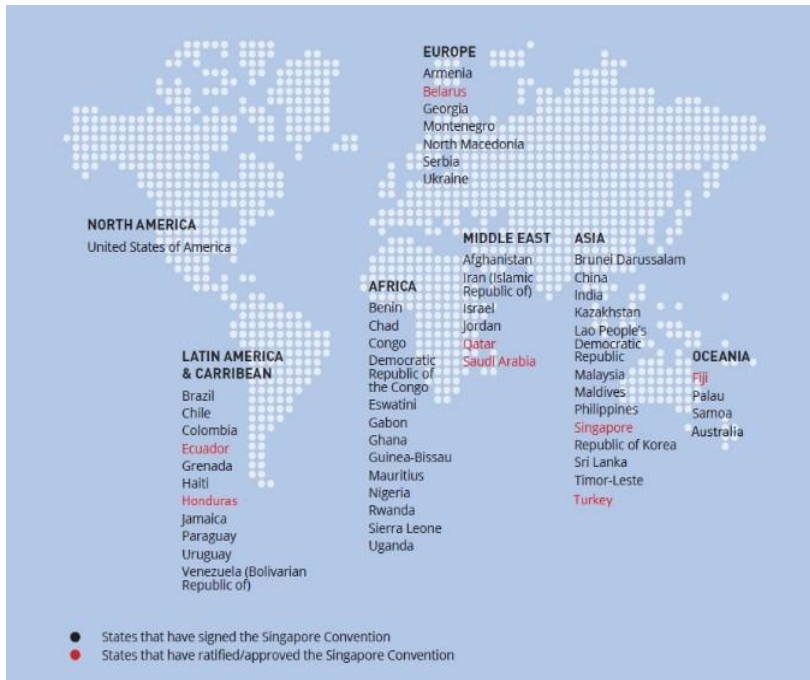 EUROPE
Armenia
Belarus
Georgia
Montenegro
North Macedonia
Serbia
Ukraine
NORTH AMERICA
United States of America
MIDDLE EAST
Afghanistan
Iran (Islamic
Republic of)
Israel
Jordan
Qatar
Saudi Arabia
ASIA
Brunei Darussalam
China
India
Kazakhstan
Lao People's
Democratic
Republic
Malaysia
Maldives
Philippines
Singapore
Republic of Korea
Sri Lanka
Timor-Leste
Turkey
AFRICA
Benin
Chad
Congo
Democratic
Republic of
the Congo
Eswatini
Gabon
Ghana
Guinea-Bissau
Mauritius
Nigeria
Rwanda
Sierra Leone
Uganda
LATIN AMERICA
& CARRIBEAN
Brazil
Chile
Colombia
Ecuador
Grenada
Haiti
Honduras
Jamaica
Paraguay
Uruguay
Venezuela (Bolivarian
Republic of)
OCEANIA
Fiji
Palau
Samoa
Australia
States that have signed the Singapore Convention
States that have ratified/approved the Singapore Convention